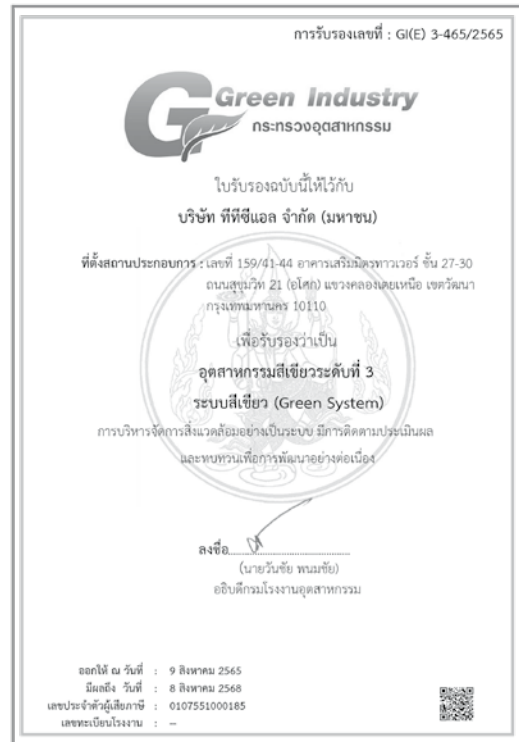 การรับรองเลขที่ : GI(E) 3-465/2565
Green Industry
กระทรวงอุตสาหกรรม
ใบรับรองฉบับนี้ให้ไว้กับ
บริษัท ทีทีซีแอล จำกัด (มหาชน)
ที่ตั้งสถานประกอบการ : เลขที่ 159/41-44 อาคารเสริมมิตรทาวเวอร์ ชั้น 27-30
ถนนสุขุมวิท 21 (อโศก) แขวงคลองเตยเหนือ เขตวัฒนา
กรุงเทพมหานคร 10110
เพื่อรับรองว่าเป็น
อุตสาหกรรมสีเขียวระดับที่ 3
ระบบสีเขียว (Green System)
การบริหารจัดการสิ่งแวดล้อมอย่างเป็นระบบ มีการติดตามประเมินผล
และทบทวนเพื่อการพัฒนาอย่างต่อเนื่อง
ลงชื่อ
(นายวันชัย พนมชัย)
อธิบดีกรมโรงงานอุตสาหกรรม
ออกให้ ณ วันที่ : 9 สิงหาคม 2565
มีผลถึง วันที่ : 8 สิงหาคม 2568
เลขประจำตัวผู้เสียภาษี : 0107551000185
เลขทะเบียนโรงงาน : –